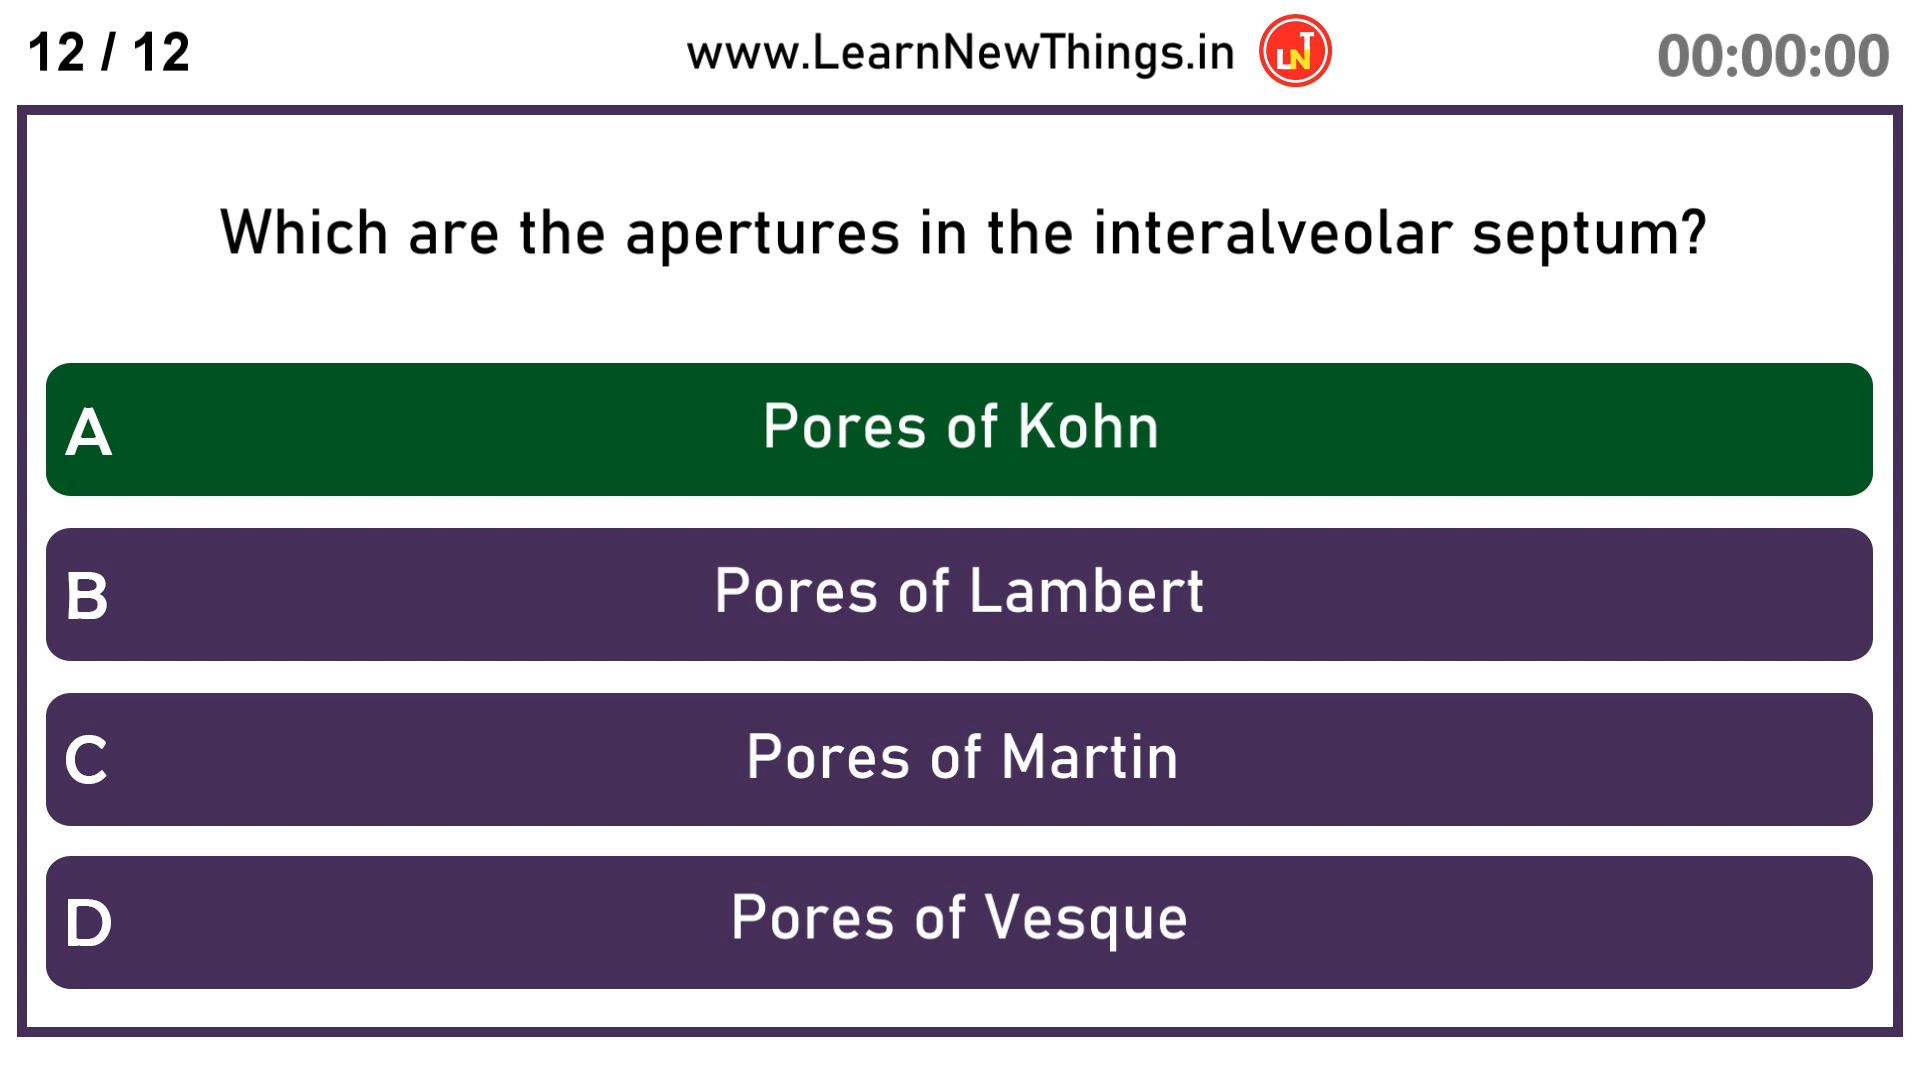 12 / 12
www.LearnNewThings.in
LNT
00:00:00
Which are the apertures in the interalveolar septum?
A Pores of Kohn
B Pores of Lambert
C Pores of Martin
D Pores of Vesque